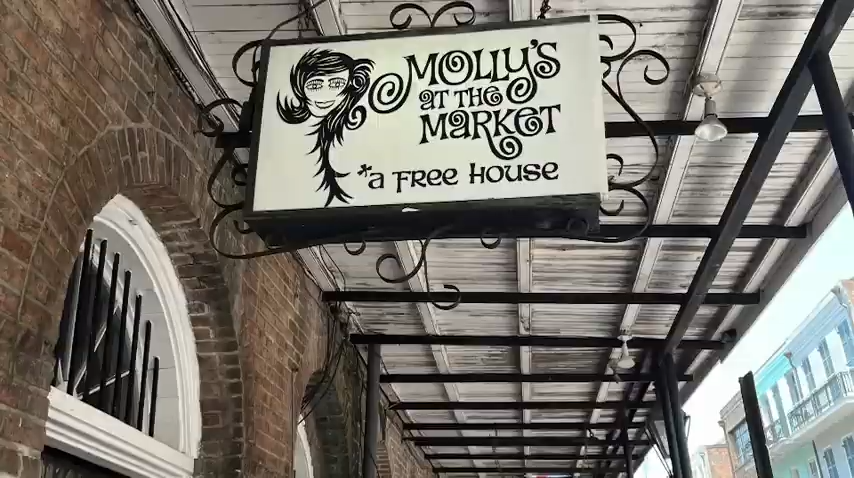 MOLLY'S
AT THE
MARKET
*a FREE HOUSE